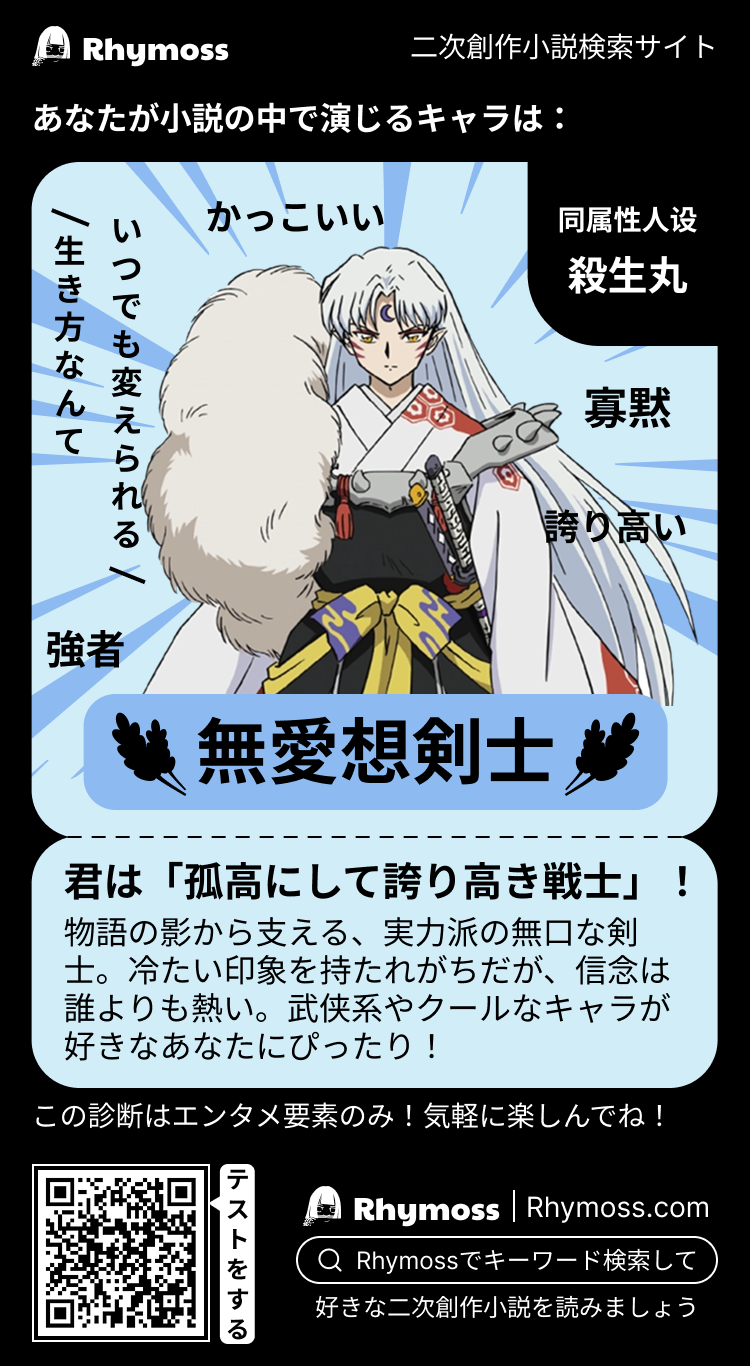 Rhymoss
二次創作小説検索サイト
あなたが小説の中で演じるキャラは：
同属性人设
殺生丸
かっこいい
いつでも変えられる
生き方なんて
寡黙
誇り高い
強者
無愛想剣士
君は「孤高にして誇り高き戦士」！
物語の影から支える、実力派の無口な剣
士。冷たい印象を持たれがちだが、信念は
誰よりも熱い。武侠系やクールなキャラが
好きなあなたにぴったり！
この診断はエンタメ要素のみ！気軽に楽しんでね！
テストをする
Rhymoss | Rhymoss.com
Rhymossでキーワード検索して
好きな二次創作小説を読みましょう